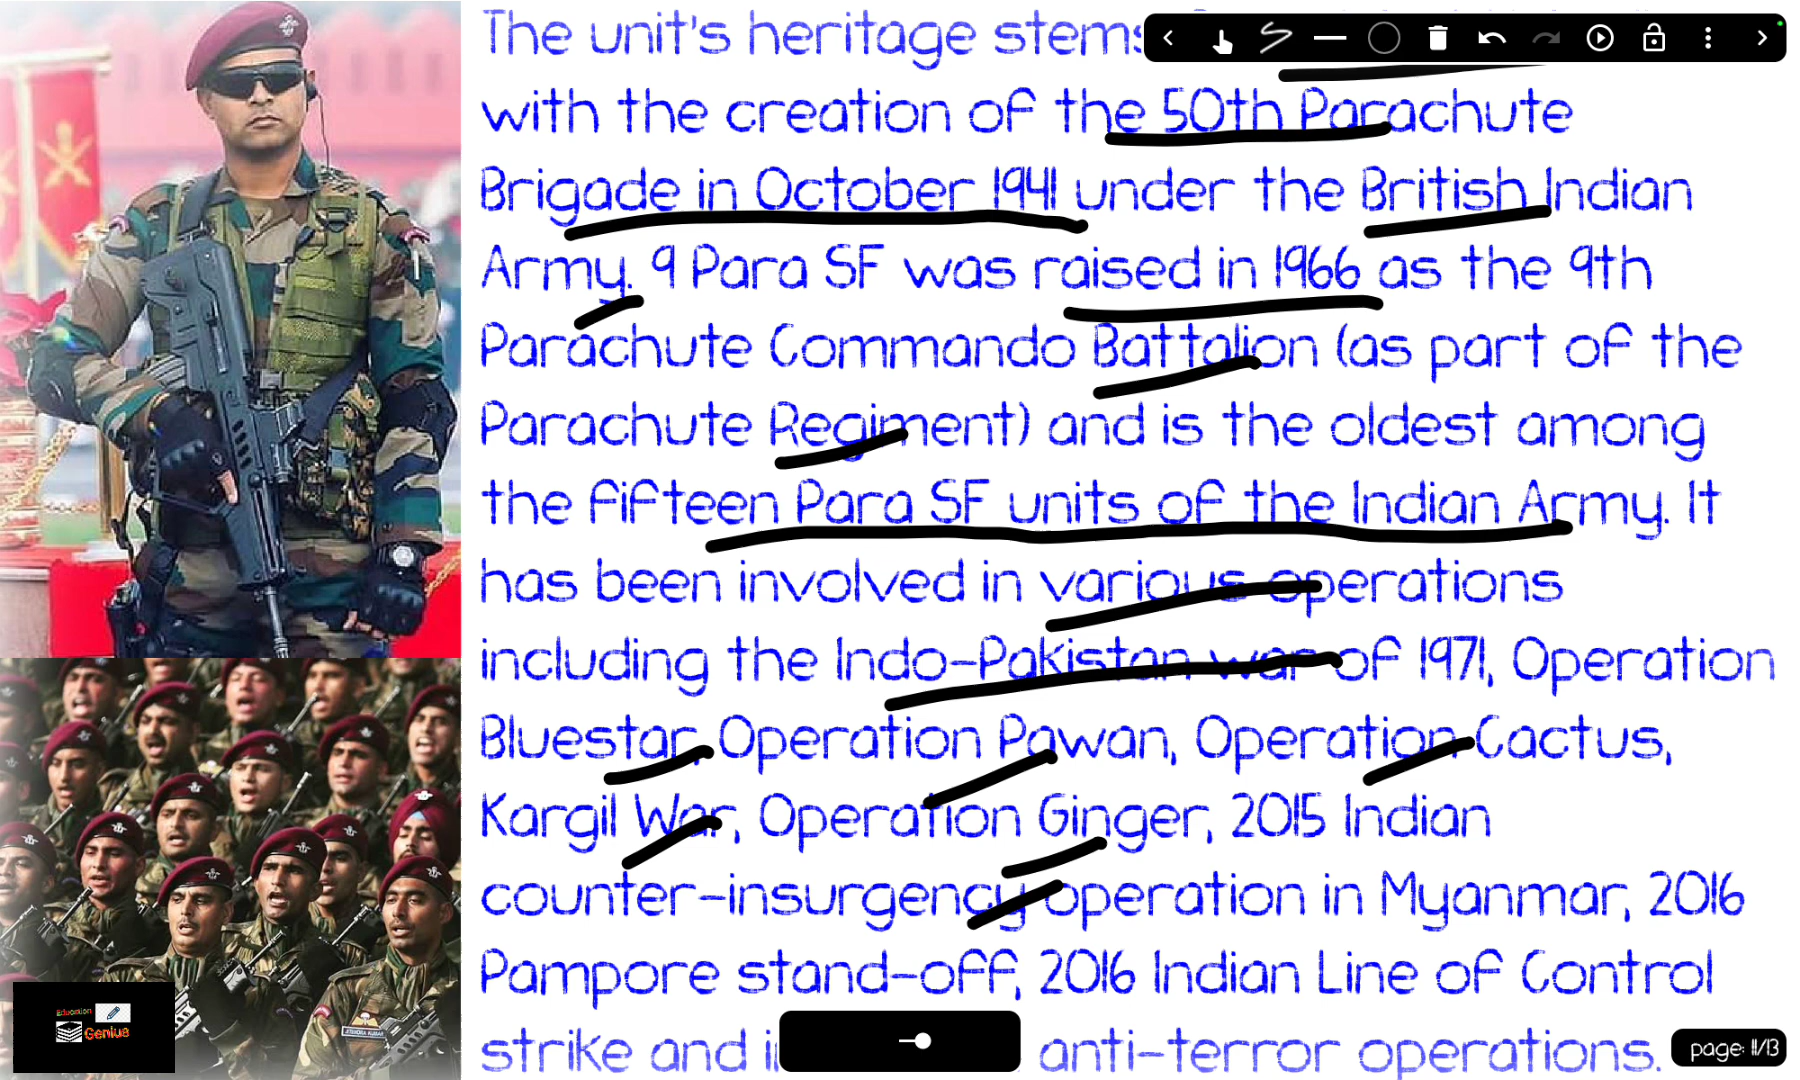 The unit's heritage stems
with the creation of the 50th Parachute
Brigade in October 1941 under the British Indian
Army. 9 Para SF was raised in 1966 as the 9th
Parachute Commando Battalion (as part of the
Parachute Regiment) and is the oldest among
the fifteen Para SF units of the Indian Army. It
has been involved in various operations
including the Indo-Pakistan war of 1971, Operation
Bluestar, Operation Pawan, Operation Cactus,
Kargil War, Operation Ginger, 2015 Indian
counter-insurgency operation in Myanmar, 2016
Pampore stand-off, 2016 Indian Line of Control
strike and anti-terror operations.
page: 11/13
Education
Genius